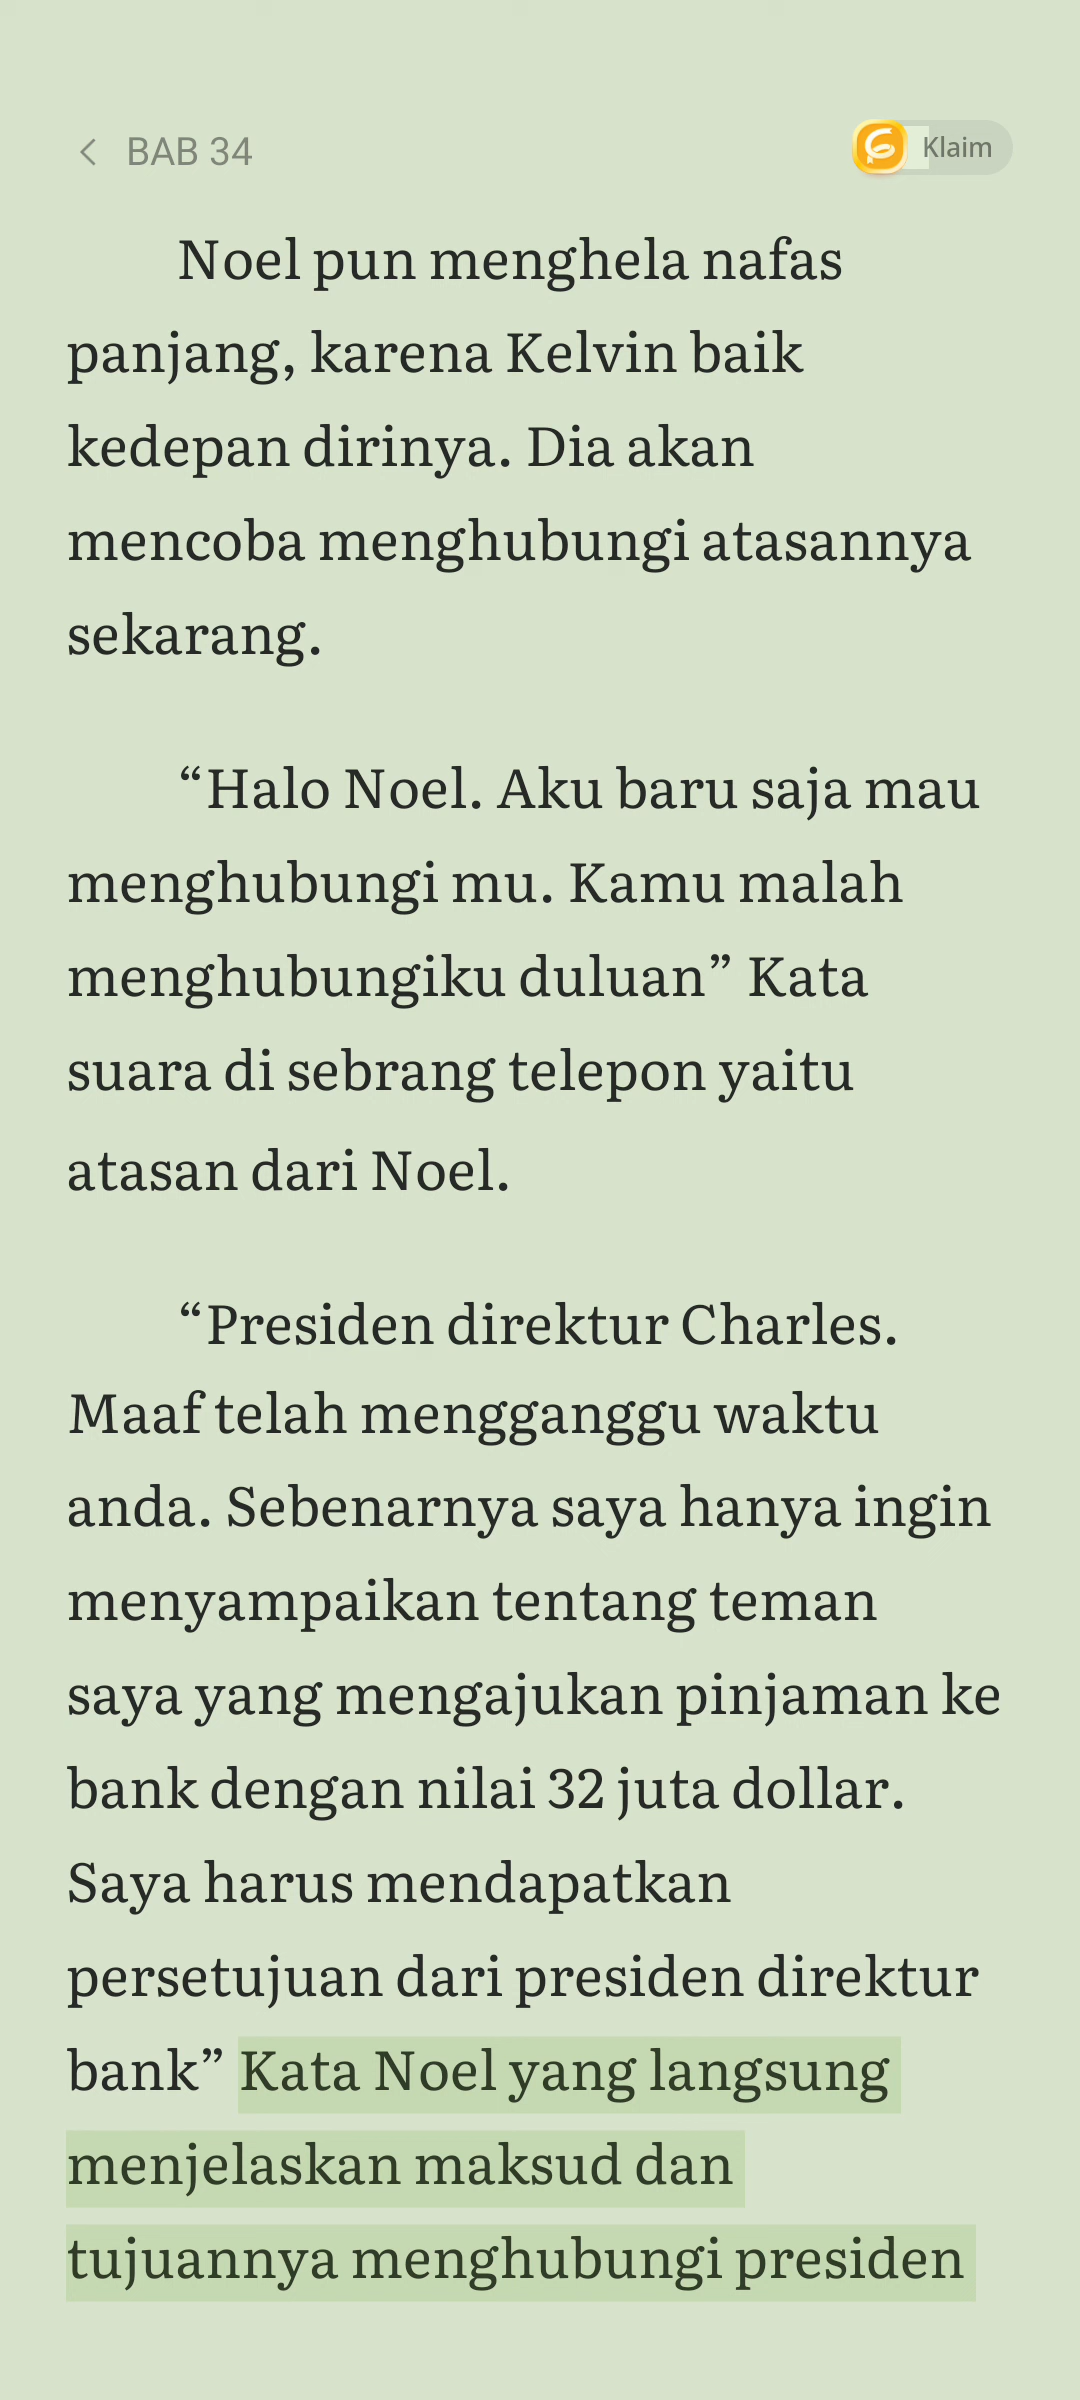 BAB 34
Klaim
Noel pun menghela nafas
panjang, karena Kelvin baik
kedepan dirinya. Dia akan
mencoba menghubungi atasannya
sekarang.
“Halo Noel. Aku baru saja mau
menghubungi mu. Kamu malah
menghubungiku duluan” Kata
suara di sebrang telepon yaitu
atasan dari Noel.
“Presiden direktur Charles.
Maaf telah mengganggu waktu
anda. Sebenarnya saya hanya ingin
menyampaikan tentang teman
saya yang mengajukan pinjaman ke
bank dengan nilai 32 juta dollar.
Saya harus mendapatkan
persetujuan dari presiden direktur
bank” Kata Noel yang langsung
menjelaskan maksud dan
tujuannya menghubungi presiden